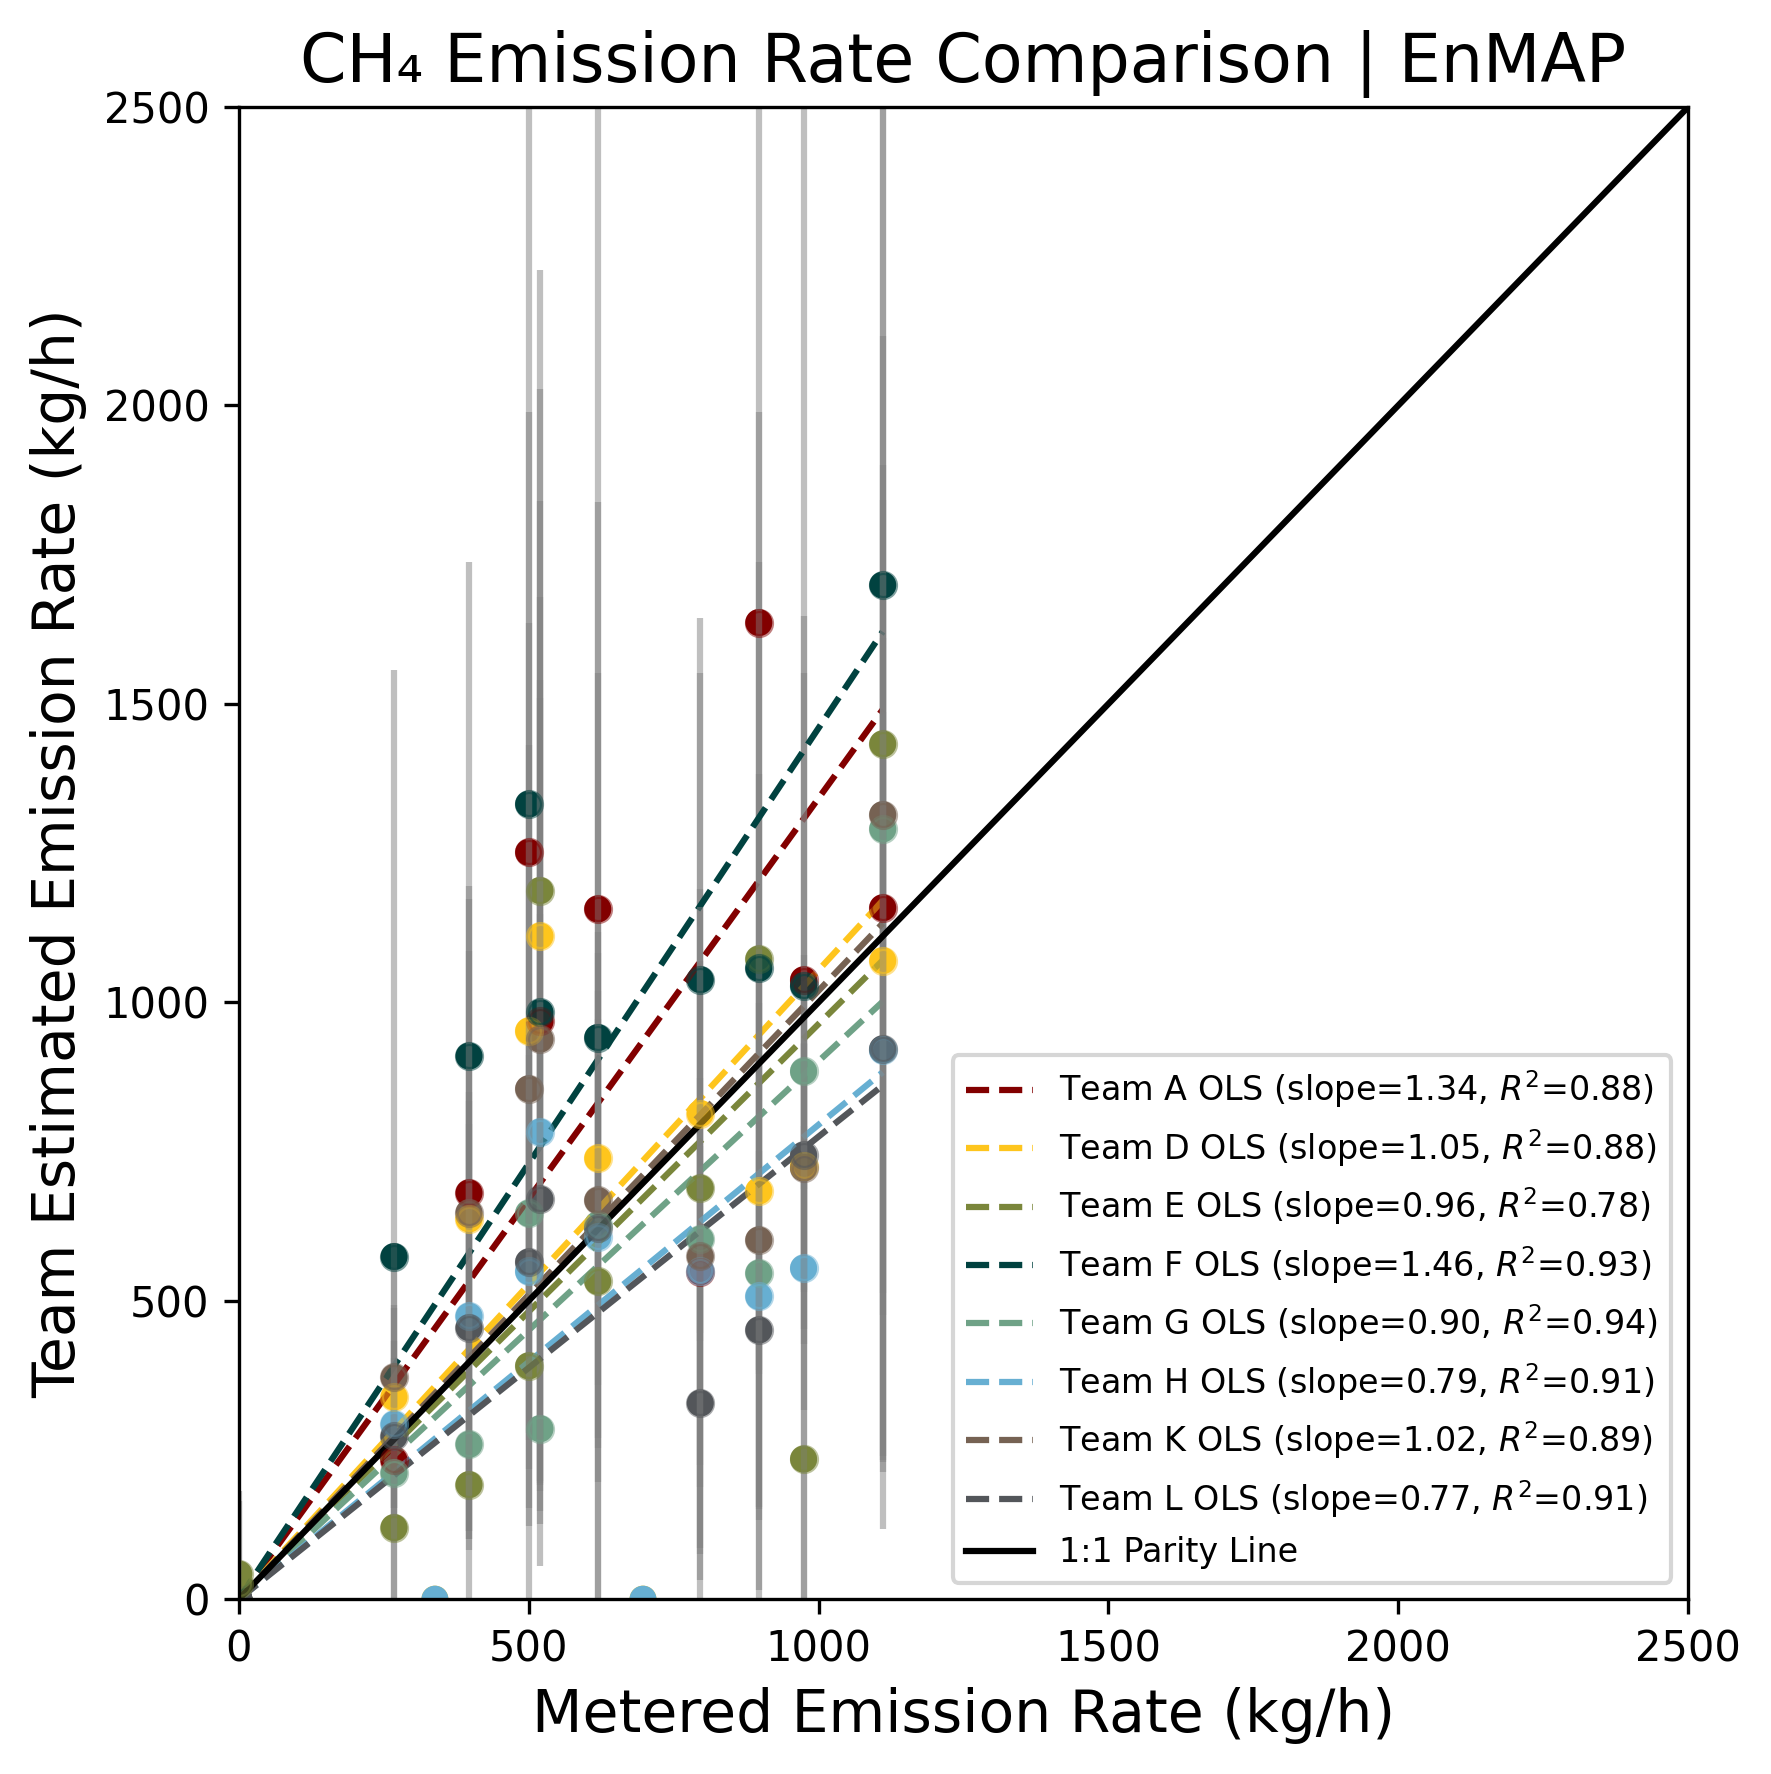 CH₄ Emission Rate Comparison | EnMAP
Team Estimated Emission Rate (kg/h)
2500
2000
1500
1000
500
0
Team A OLS (slope=1.34, R²=0.88)
Team D OLS (slope=1.05, R²=0.88)
Team E OLS (slope=0.96, R²=0.78)
Team F OLS (slope=1.46, R²=0.93)
Team G OLS (slope=0.90, R²=0.94)
Team H OLS (slope=0.79, R²=0.91)
Team K OLS (slope=1.02, R²=0.89)
Team L OLS (slope=0.77, R²=0.91)
1:1 Parity Line
0 500 1000 1500 2000 2500
Metered Emission Rate (kg/h)